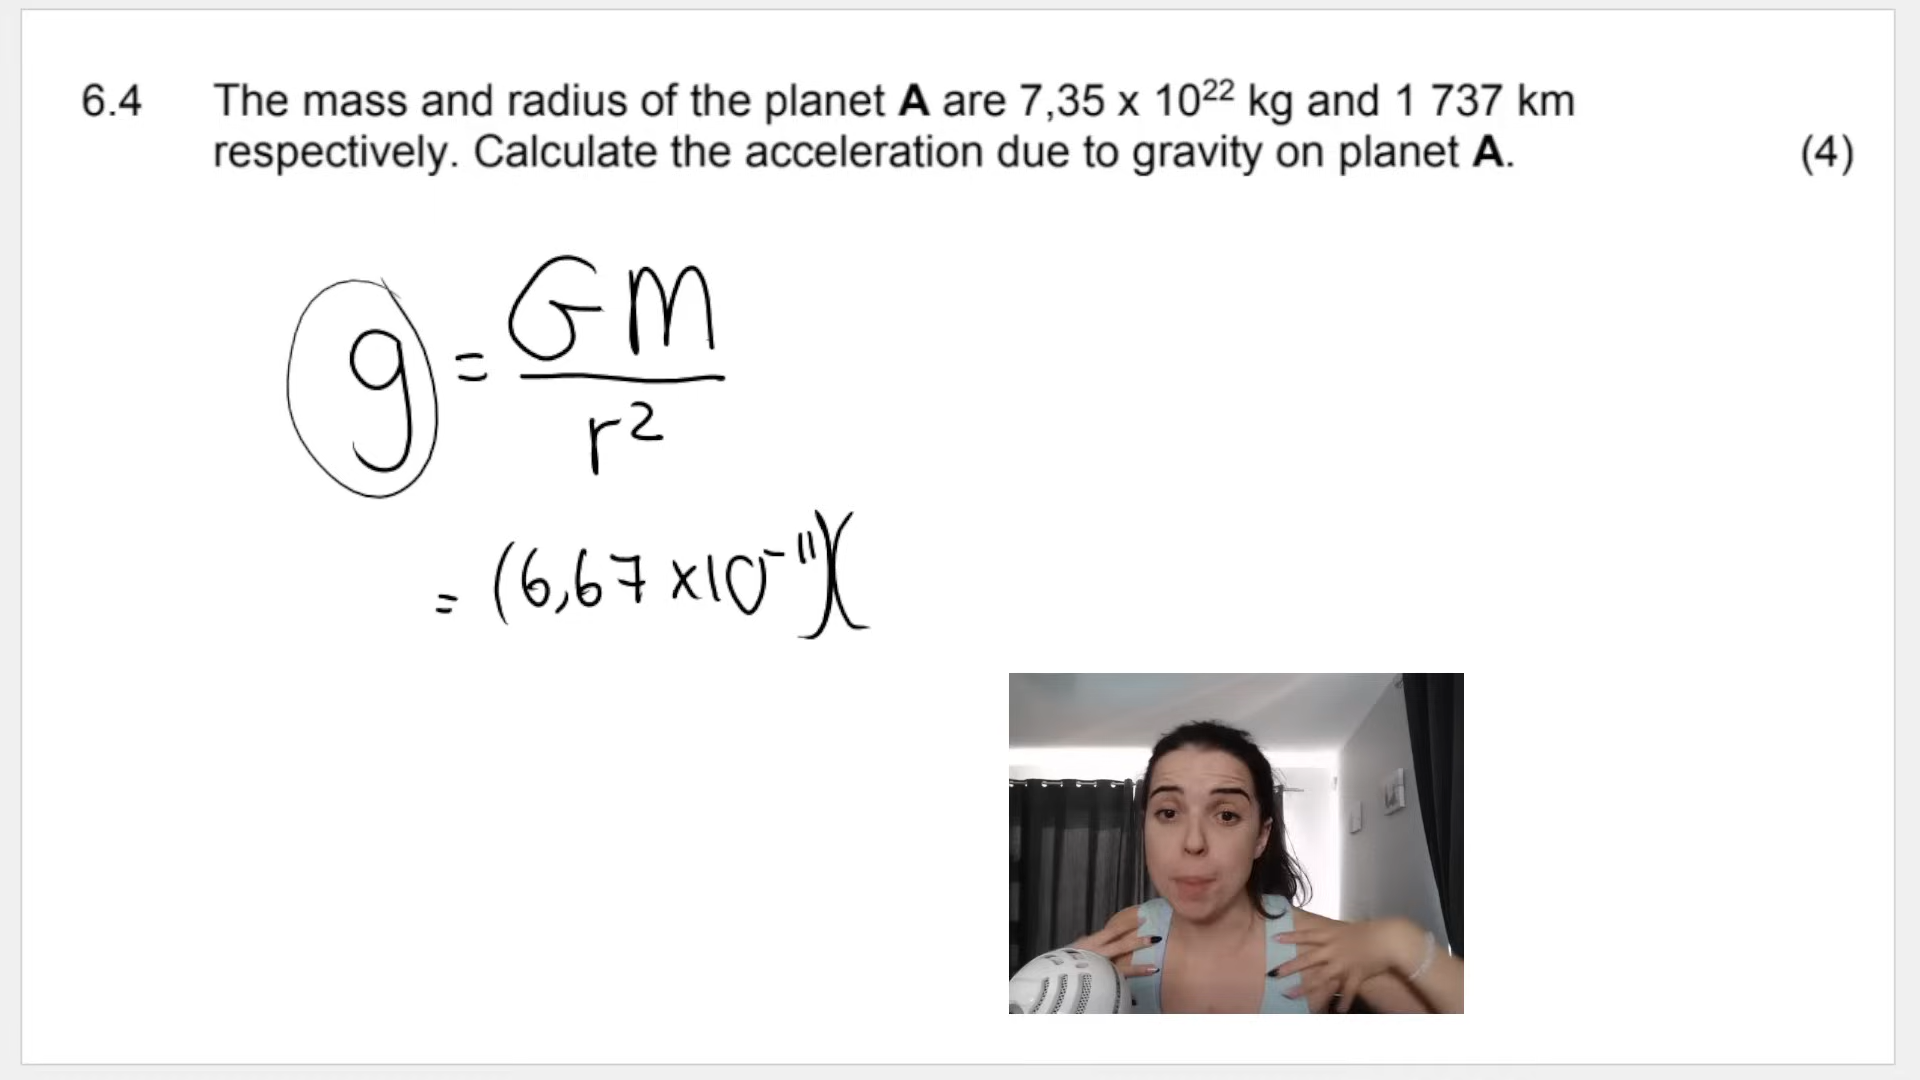 6.4 The mass and radius of the planet A are 7,35 x 10²² kg and 1 737 km
respectively. Calculate the acceleration due to gravity on planet A. (4)
g = GM
r²
= (6,67 ×10⁻¹¹)(